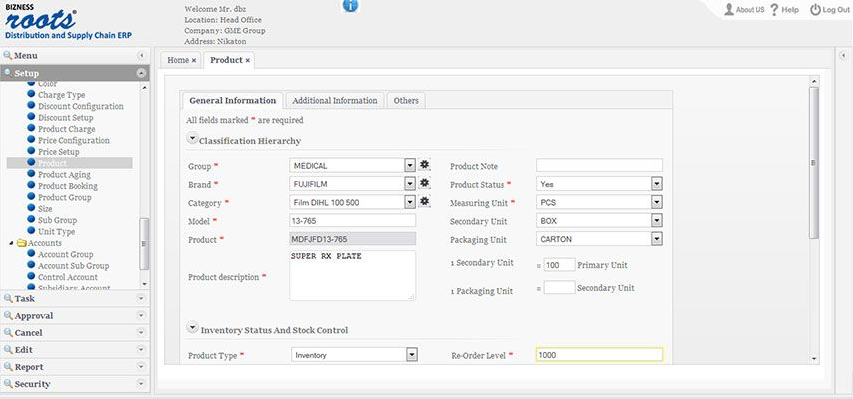 BIZNESS
roots®
Distribution and Supply Chain ERP
Welcome Mr. dbz
Location: Head Office
Company: GME Group
Address: Nikaton
About US
Help
Log Out
Menu
Home ×
Product ×
Setup
Color
Charge Type
Discount Configuration
Discount Setup
Product Charge
Price Configuration
Price Setup
Product
Product Aging
Product Booking
Product Group
Size
Sub Group
Unit Type
Accounts
Account Group
Account Sub Group
Control Account
Subsidiary Account
Task
Approval
Cancel
Edit
Report
Security
General Information
Additional Information
Others
All fields marked * are required
Classification Hierarchy
Group * MEDICAL
Product Note
Brand * FUJIFILM
Product Status * Yes
Category * Film DIHL 100 500
Measuring Unit * PCS
Model * 13-765
Secondary Unit BOX
Product * MDFJFD13-765
Packaging Unit CARTON
Product description * SUPER RX PLATE
1 Secondary Unit = 100 Primary Unit
1 Packaging Unit = Secondary Unit
Inventory Status And Stock Control
Product Type * Inventory
Re-Order Level * 1000